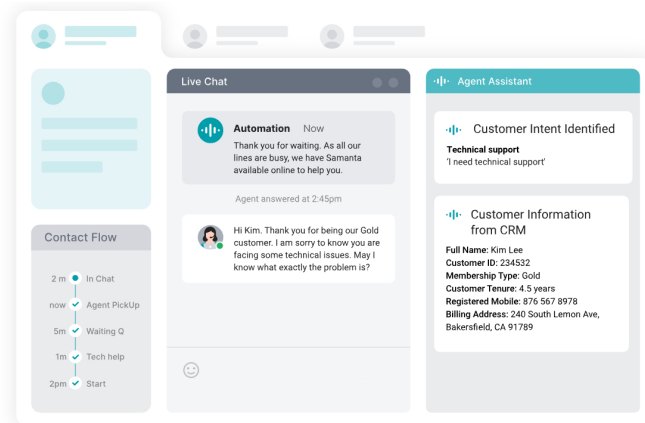 Live Chat
Automation Now
Thank you for waiting. As all our
lines are busy, we have Samanta
available online to help you.
Agent answered at 2:45pm
Hi Kim. Thank you for being our Gold
customer. I am sorry to know you are
facing some technical issues. May I
know what exactly the problem is?
Agent Assistant
Customer Intent Identified
Technical support
'I need technical support'
Customer Information
from CRM
Full Name: Kim Lee
Customer ID: 234532
Membership Type: Gold
Customer Tenure: 4.5 years
Registered Mobile: 876 567 8978
Billing Address: 240 South Lemon Ave,
Bakersfield, CA 91789
Contact Flow
2 m In Chat
now Agent PickUp
5m Waiting Q
1m Tech help
2pm Start